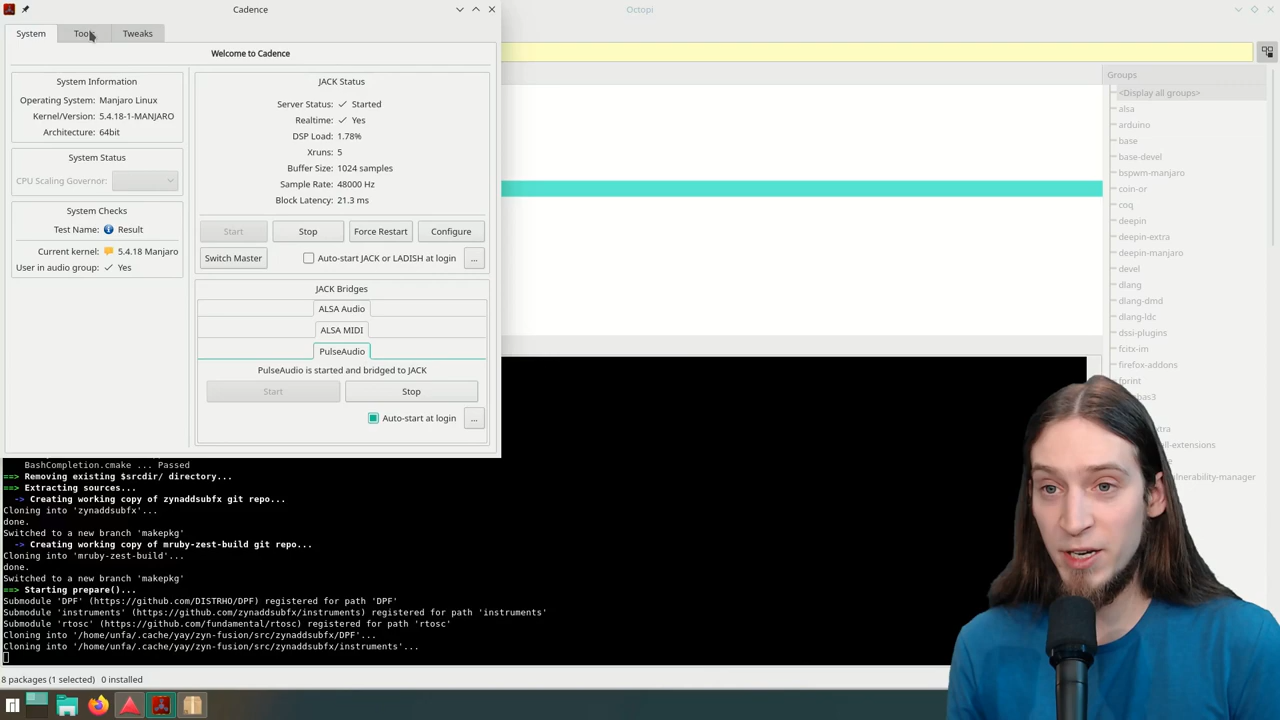 Cadence
Octopi
System
Tools
Tweaks
Welcome to Cadence
System Information
Operating System: Manjaro Linux
Kernel/Version: 5.4.18-1-MANJARO
Architecture: 64bit
System Status
CPU Scaling Governor:
System Checks
Test Name: Result
Current kernel: 5.4.18 Manjaro
User in audio group: Yes
JACK Status
Server Status: Started
Realtime: Yes
DSP Load: 1.78%
Xruns: 5
Buffer Size: 1024 samples
Sample Rate: 48000 Hz
Block Latency: 21.3 ms
Start
Stop
Force Restart
Configure
Switch Master
Auto-start JACK or LADISH at login
...
JACK Bridges
ALSA Audio
ALSA MIDI
PulseAudio
PulseAudio is started and bridged to JACK
Start
Stop
Auto-start at login
...
Groups
<Display all groups>
alsa
arduino
base
base-devel
bspwm-manjaro
coin-or
coq
deepin
deepin-extra
deepin-manjaro
devel
dlang
dlang-dmd
dlang-ldc
dssi-plugins
fcitx-im
firefox-addons
fprint
BashCompletion.cmake ... Passed
==> Removing existing $srcdir/ directory...
==> Extracting sources...
-> Creating working copy of zynaddsubfx git repo...
Cloning into 'zynaddsubfx'...
done.
Switched to a new branch 'makepkg'
-> Creating working copy of mruby-zest-build git repo...
Cloning into 'mruby-zest-build'...
done.
Switched to a new branch 'makepkg'
==> Starting prepare()...
Submodule 'DPF' (https://github.com/DISTRHO/DPF) registered for path 'DPF'
Submodule 'instruments' (https://github.com/zynaddsubfx/instruments) registered for path 'instruments'
Submodule 'rtosc' (https://github.com/fundamental/rtosc) registered for path 'rtosc'
Cloning into '/home/unfa/.cache/yay/zyn-fusion/src/zynaddsubfx/DPF'...
Cloning into '/home/unfa/.cache/yay/zyn-fusion/src/zynaddsubfx/instruments'...
8 packages (1 selected) 0 installed